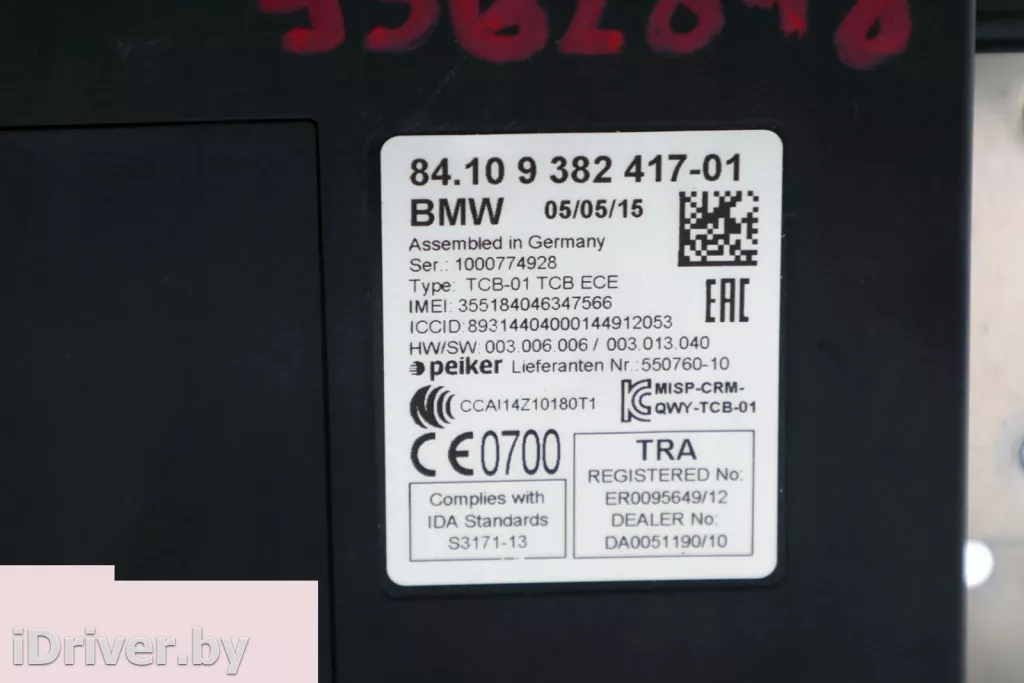 84.10 9 382 417-01
BMW 05/05/15
Assembled in Germany
Ser.: 1000774928
Type: TCB-01 TCB ECE
IMEI: 355184046347566
ICCID: 89314404000144912053
HW/SW: 003.006.006 / 003.013.040
peiker Lieferanten Nr.:550760-10
EAC
CCAI14Z10180T1
MISP-CRM-
QWY-TCB-01
CE0700
Complies with
IDA Standards
S3171-13
TRA
REGISTERED No:
ER0095649/12
DEALER No:
DA0051190/10
iDriver.by